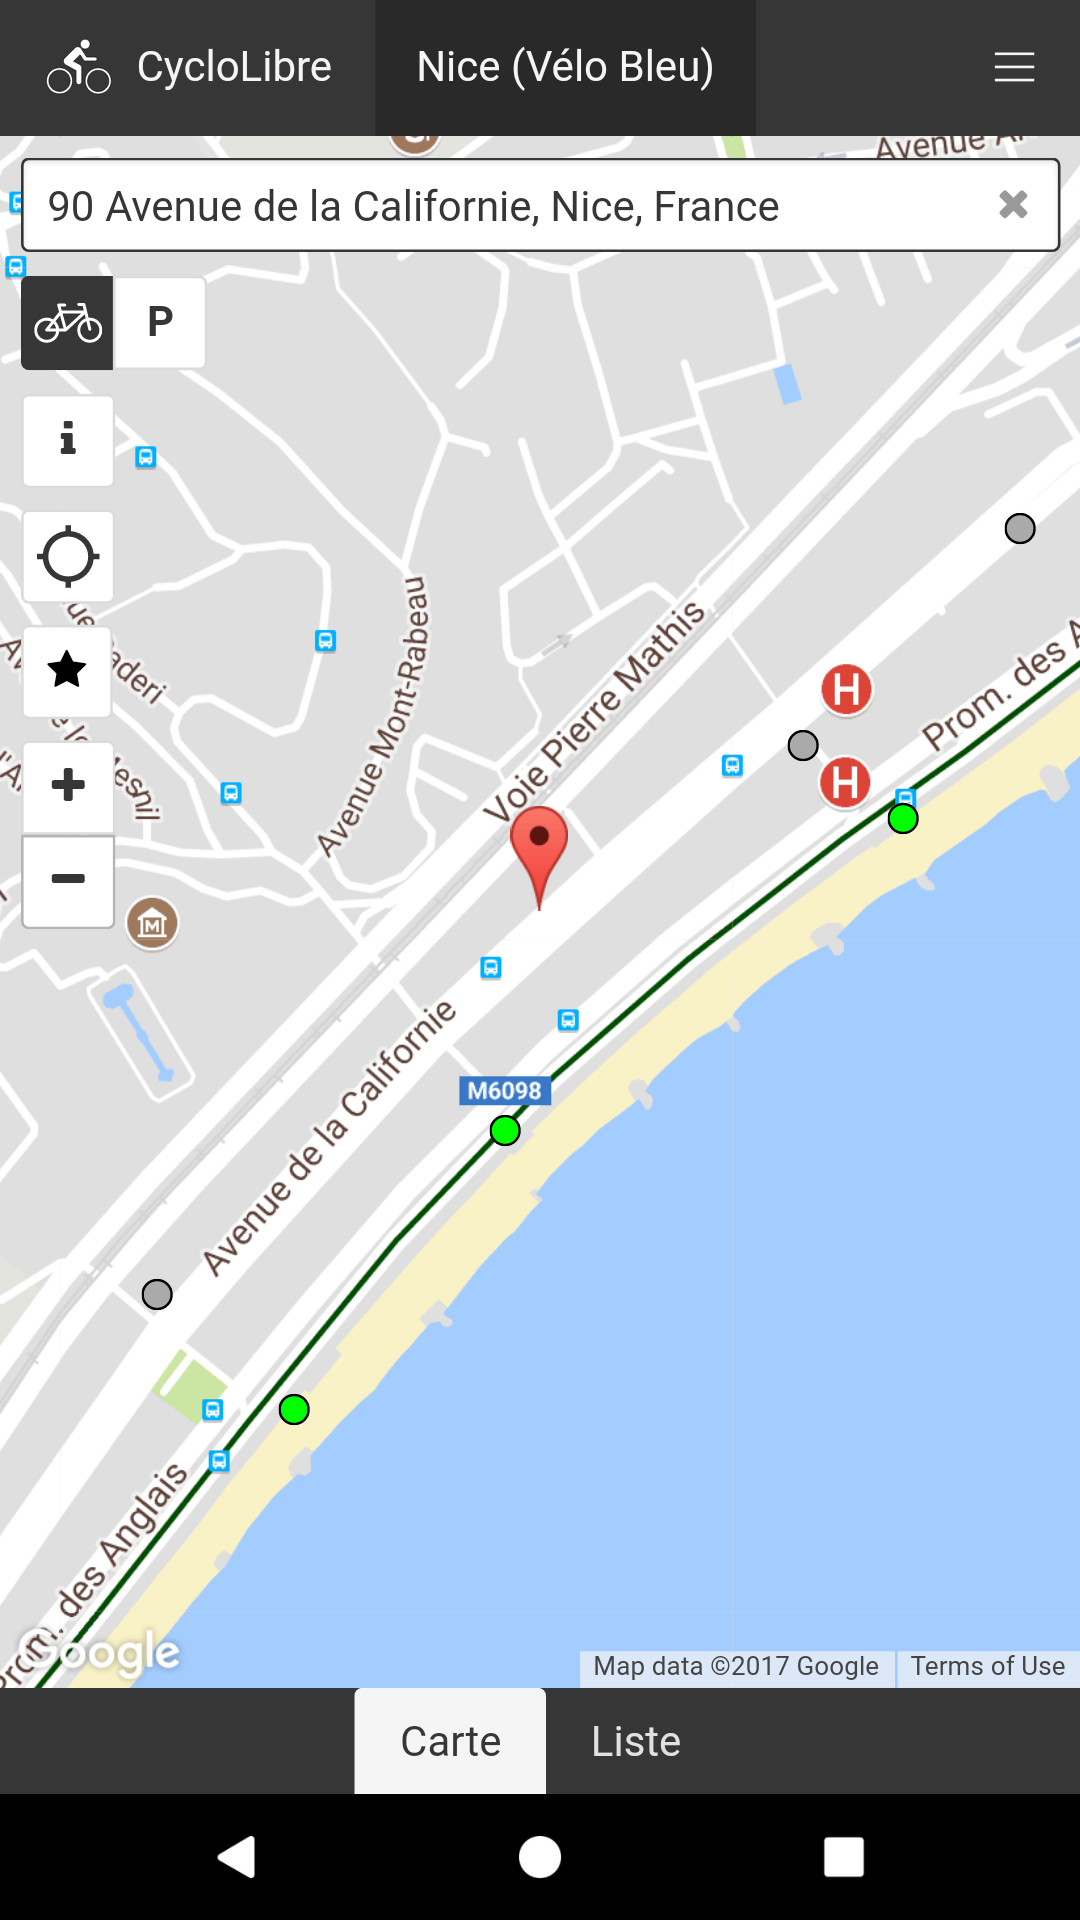 CycloLibre
Nice (Vélo Bleu)
90 Avenue de la Californie, Nice, France
P
i
Avenue Mont-Rabeau
Voie Pierre Mathis
H
Prom. des A
H
M
Avenue de la Californie
M6098
Prom. des Anglais
Google
Map data ©2017 Google
Terms of Use
Carte
Liste